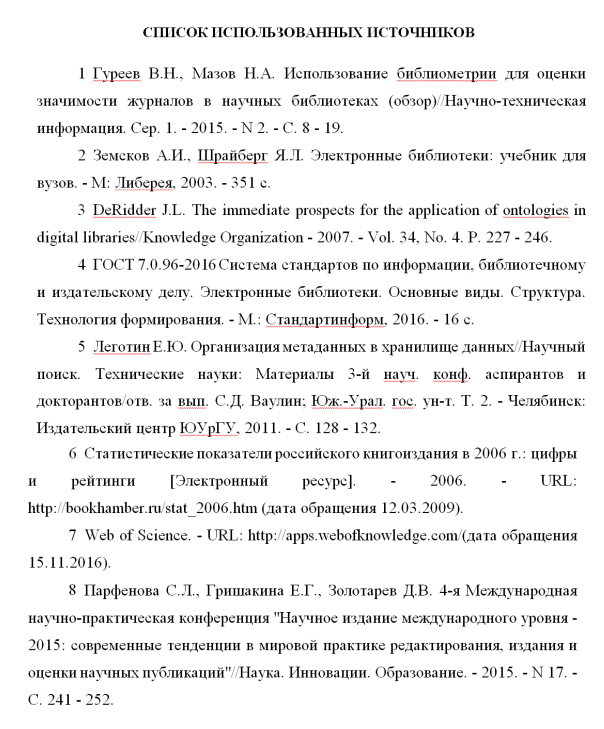 СПИСОК ИСПОЛЬЗОВАННЫХ ИСТОЧНИКОВ
1 Гуреев В.Н., Мазов Н.А. Использование библиометрии для оценки
значимости журналов в научных библиотеках (обзор)//Научно-техническая
информация. Сер. 1. - 2015. - N 2. - С. 8 - 19.
2 Земсков А.И., Шрайберг Я.Л. Электронные библиотеки: учебник для
вузов. - М: Либерея, 2003. - 351 с.
3 DeRidder J.L. The immediate prospects for the application of ontologies in
digital libraries//Knowledge Organization - 2007. - Vol. 34, No. 4. P. 227 - 246.
4 ГОСТ 7.0.96-2016 Система стандартов по информации, библиотечному
и издательскому делу. Электронные библиотеки. Основные виды. Структура.
Технология формирования. - М.: Стандартинформ, 2016. - 16 с.
5 Леготин Е.Ю. Организация метаданных в хранилище данных//Научный
поиск. Технические науки: Материалы 3-й науч. конф. аспирантов и
докторантов/отв. за вып. С.Д. Ваулин; Юж.-Урал. гос. ун-т. Т. 2. - Челябинск:
Издательский центр ЮУрГУ, 2011. - С. 128 - 132.
6 Статистические показатели российского книгоиздания в 2006 г.: цифры
и рейтинги [Электронный ресурс]. - 2006. - URL:
http://bookhamber.ru/stat_2006.htm (дата обращения 12.03.2009).
7 Web of Science. - URL: http://apps.webofknowledge.com/(дата обращения
15.11.2016).
8 Парфенова С.Л., Гришакина Е.Г., Золотарев Д.В. 4-я Международная
научно-практическая конференция "Научное издание международного уровня -
2015: современные тенденции в мировой практике редактирования, издания и
оценки научных публикаций"//Наука. Инновации. Образование. - 2015. - N 17. -
С. 241 - 252.